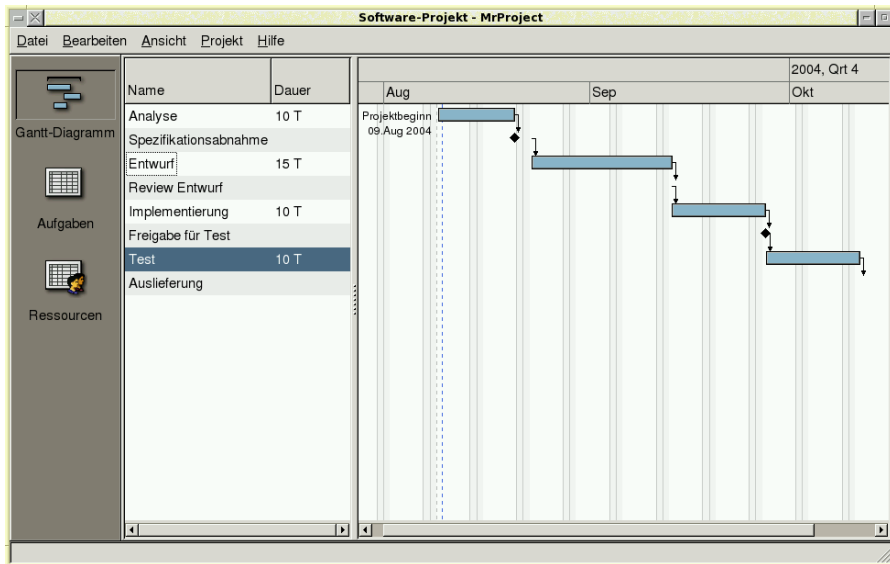 Software-Projekt - MrProject
Datei Bearbeiten Ansicht Projekt Hilfe
Gantt-Diagramm
Aufgaben
Ressourcen
Name Dauer
Analyse 10 T
Spezifikationsabnahme
Entwurf 15 T
Review Entwurf
Implementierung 10 T
Freigabe für Test
Test 10 T
Auslieferung
2004, Qrt 4
Aug Sep Okt
Projektbeginn
09.Aug 2004